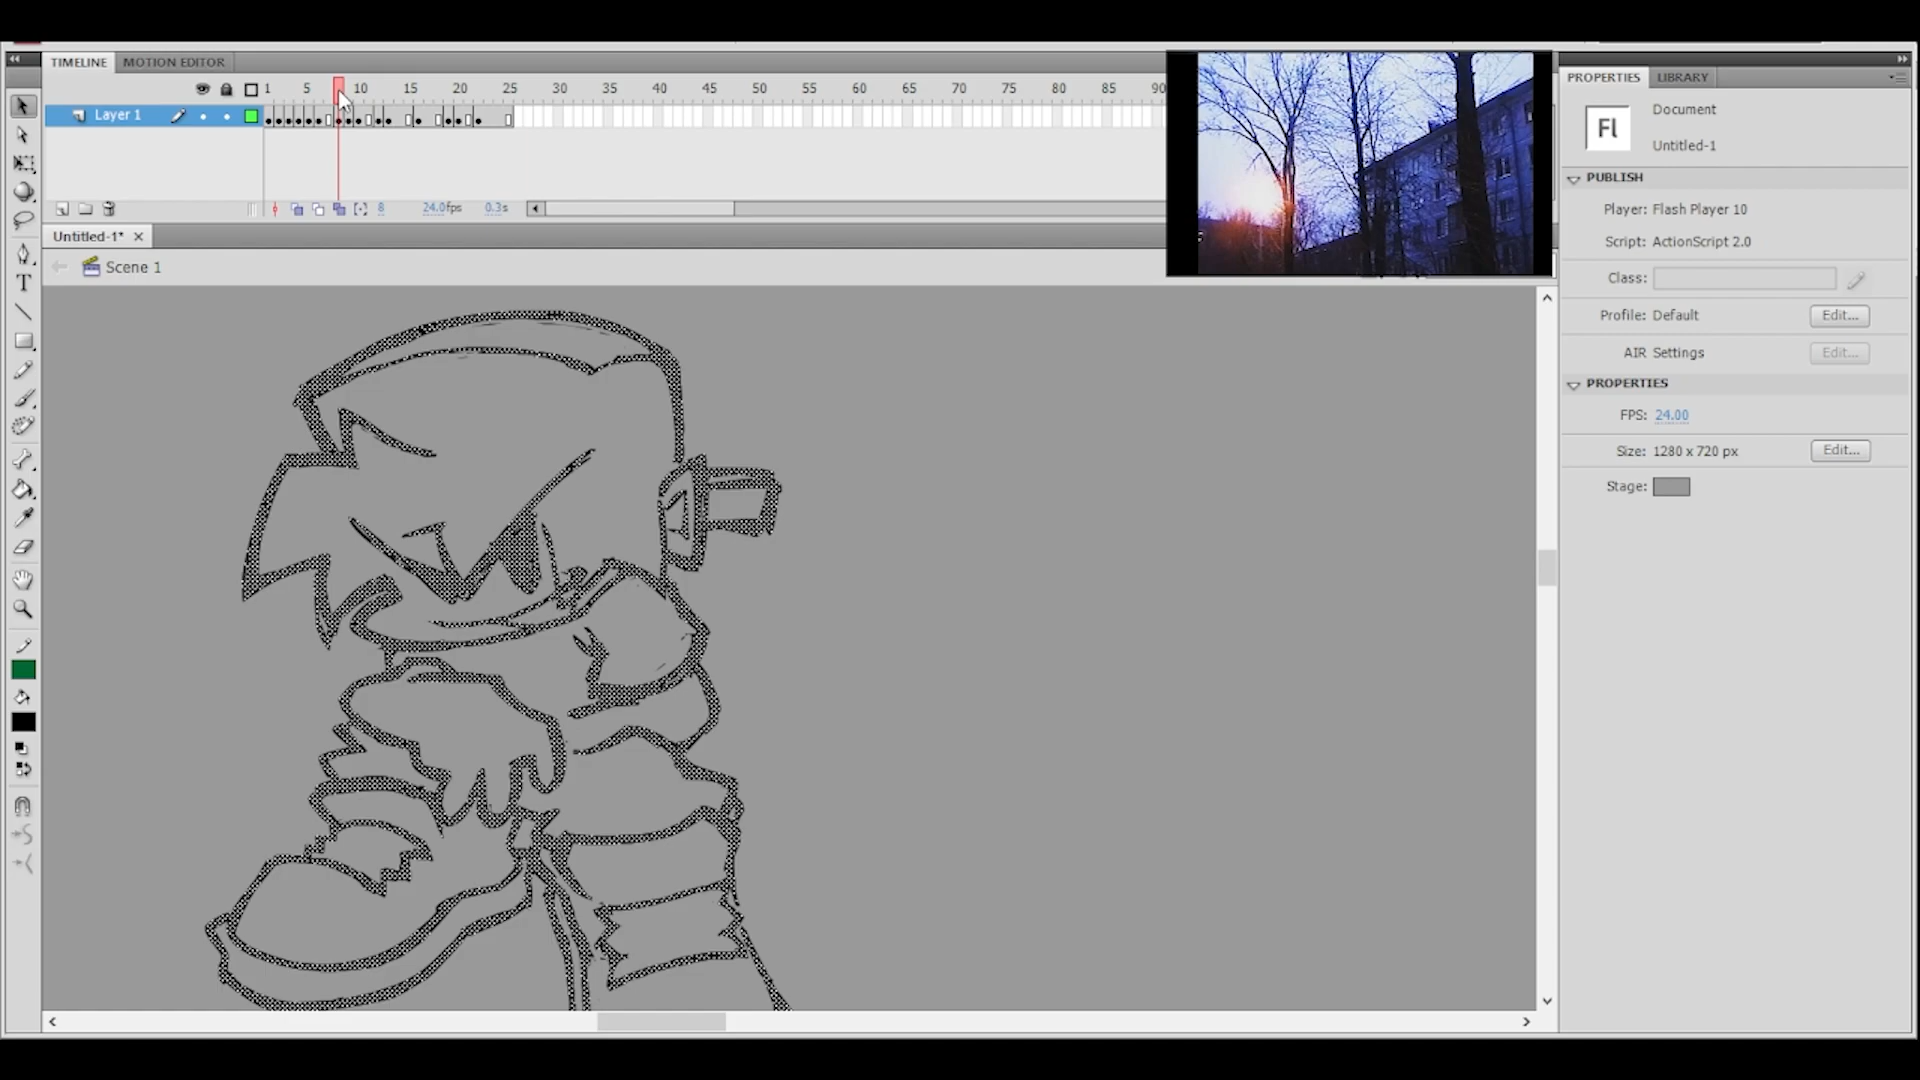 TIMELINE MOTION EDITOR
1 5 10 15 20 25 30 35 40 45 50 55 60 65 70 75 80 85 90
Layer 1
8 24.0fps 0.3s
Untitled-1* ×
Scene 1
PROPERTIES LIBRARY
Fl
Document
Untitled-1
PUBLISH
Player: Flash Player 10
Script: ActionScript 2.0
Class:
Profile: Default Edit...
AIR Settings Edit...
PROPERTIES
FPS: 24.00
Size: 1280 x 720 px Edit...
Stage:
T